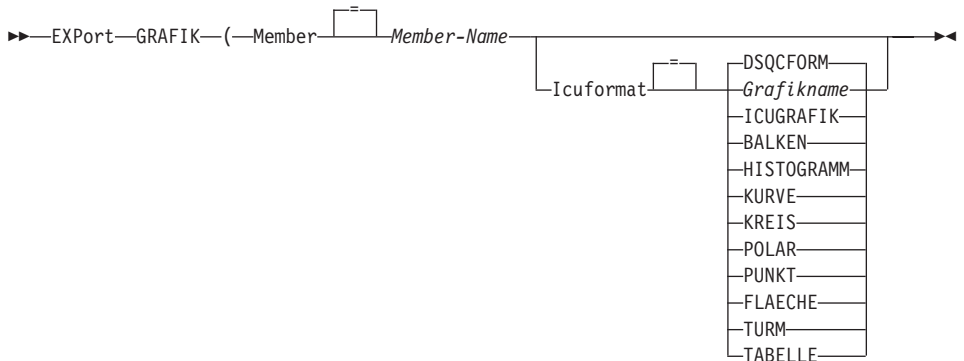 =
EXPort GRAFIK ( Member Member-Name
= DSQCFORM
Icuformat Grafikname
ICUGRAFIK
BALKEN
HISTOGRAMM
KURVE
KREIS
POLAR
PUNKT
FLAECHE
TURM
TABELLE